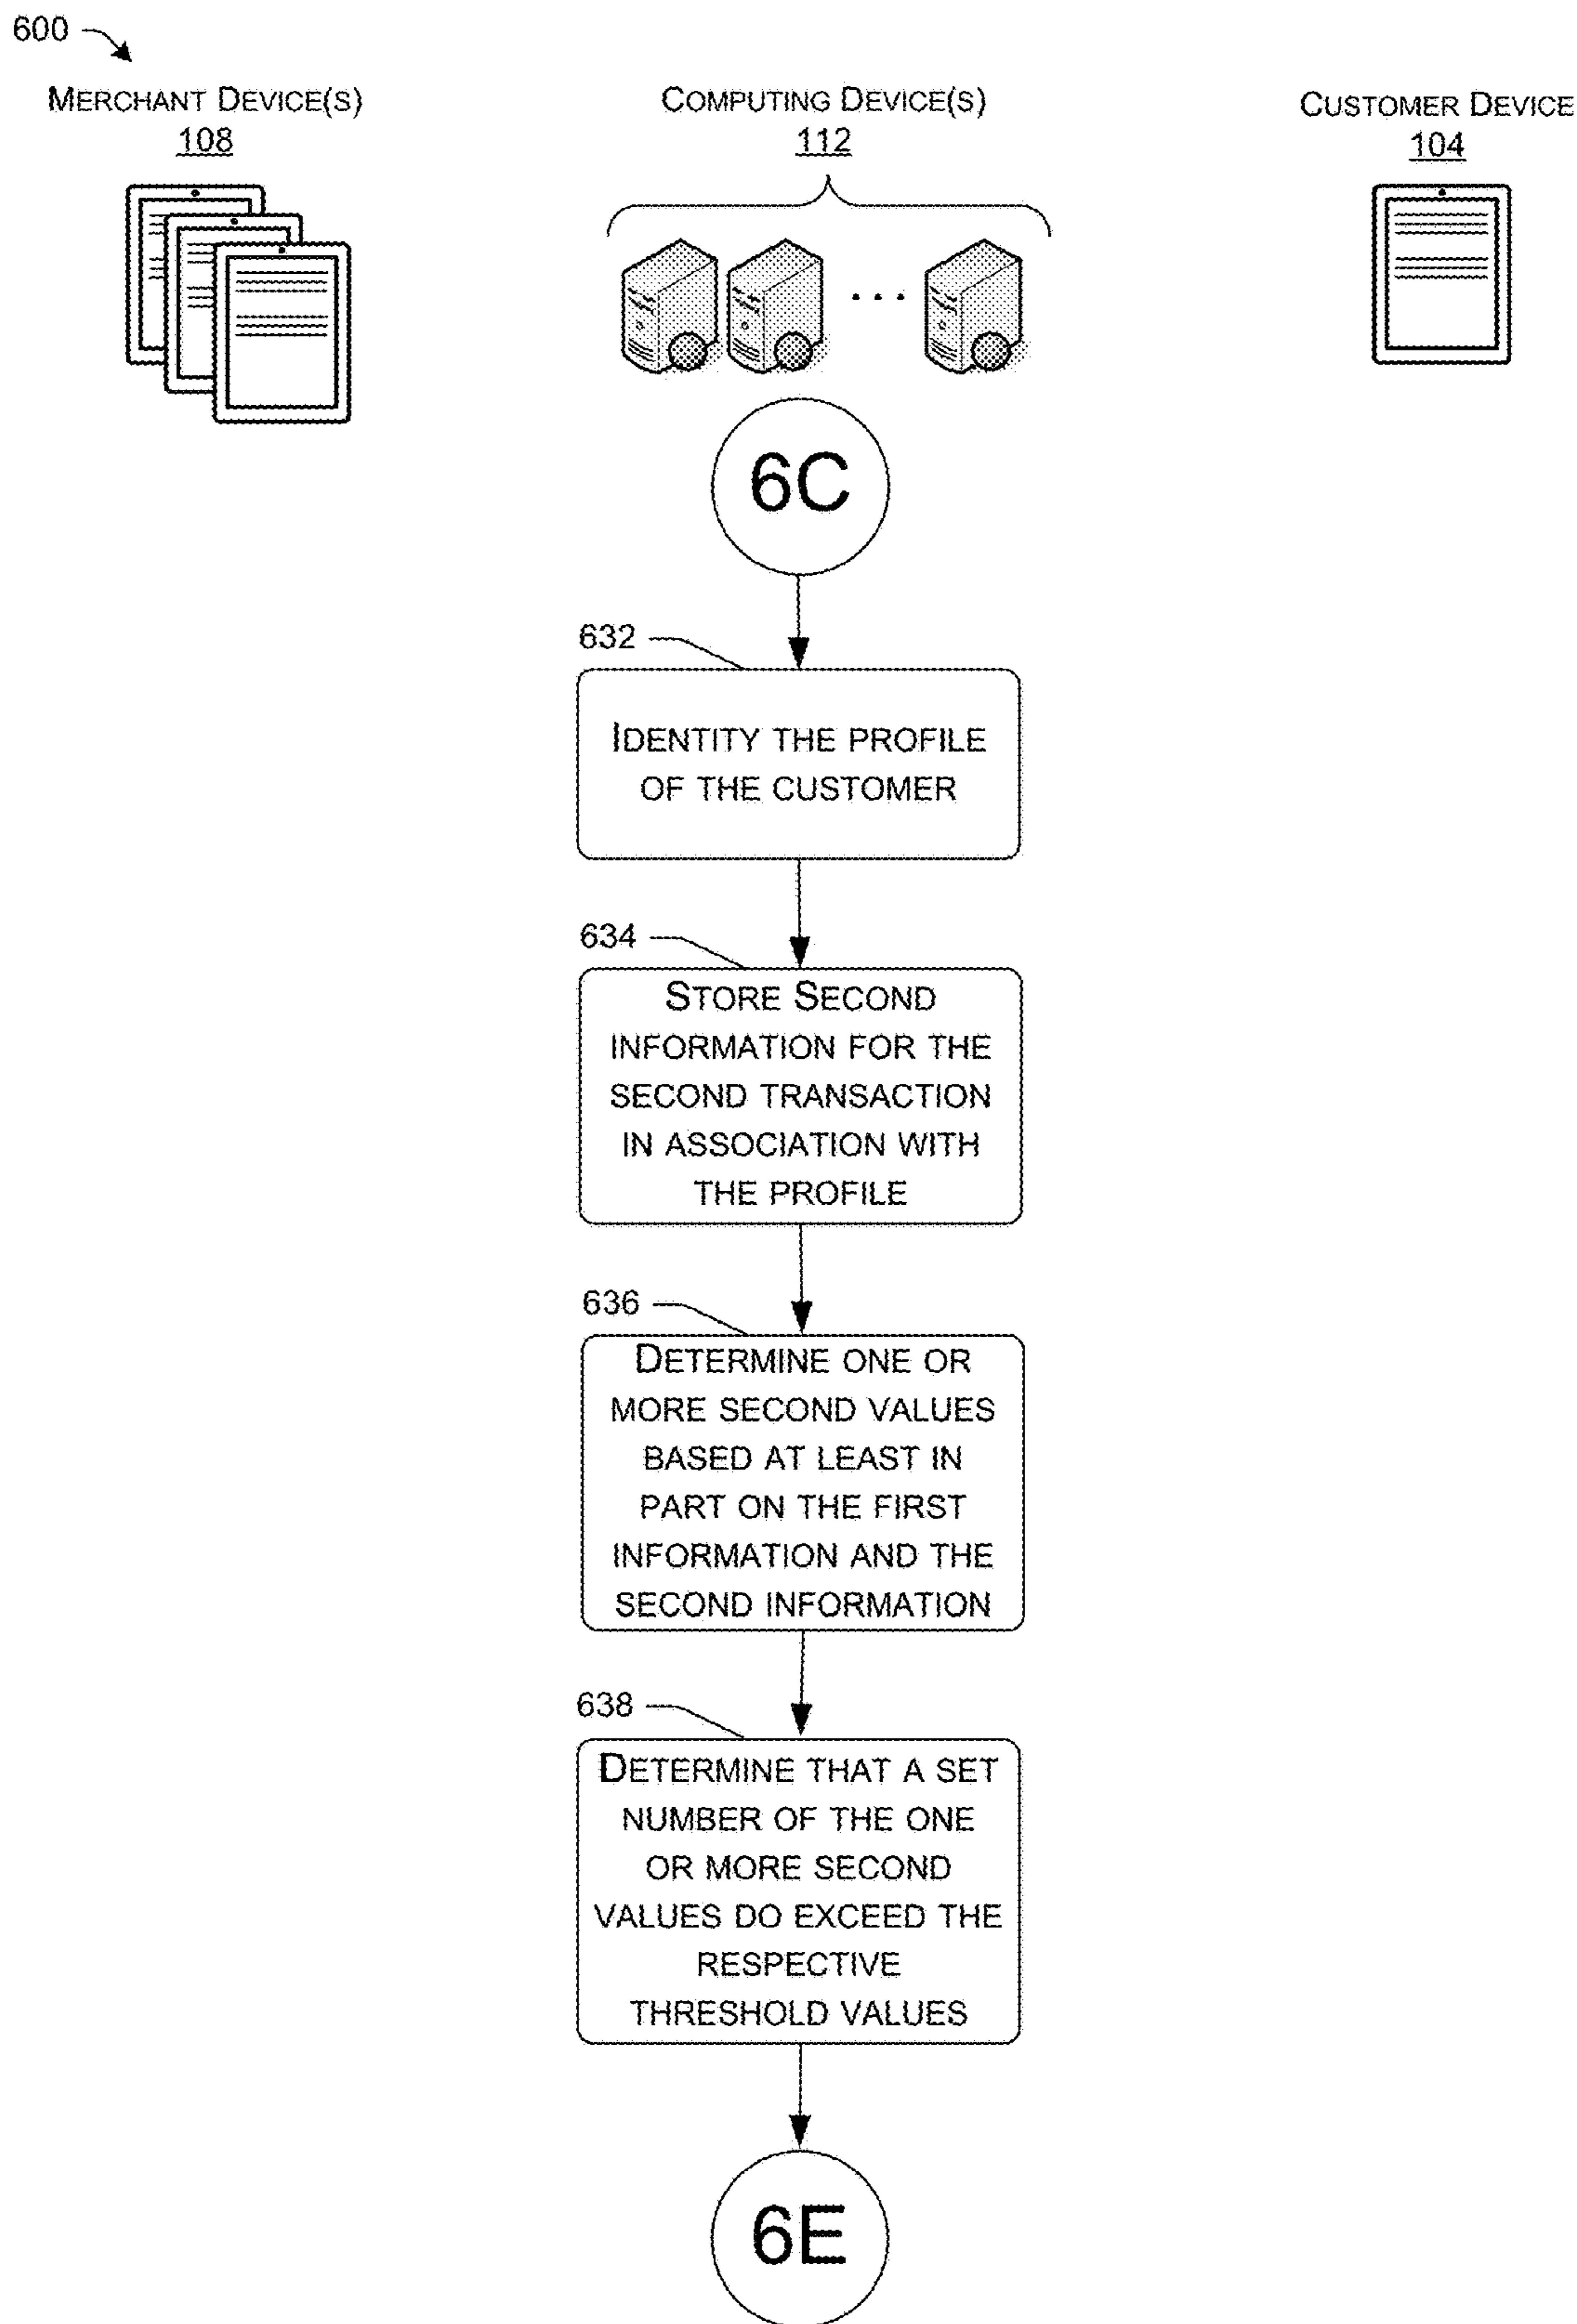 600
MERCHANT DEVICE(S)
108
COMPUTING DEVICE(S)
112
CUSTOMER DEVICE
104
6C
632
IDENTITY THE PROFILE
OF THE CUSTOMER
634
STORE SECOND
INFORMATION FOR THE
SECOND TRANSACTION
IN ASSOCIATION WITH
THE PROFILE
636
DETERMINE ONE OR
MORE SECOND VALUES
BASED AT LEAST IN
PART ON THE FIRST
INFORMATION AND THE
SECOND INFORMATION
638
DETERMINE THAT A SET
NUMBER OF THE ONE
OR MORE SECOND
VALUES DO EXCEED THE
RESPECTIVE
THRESHOLD VALUES
6E